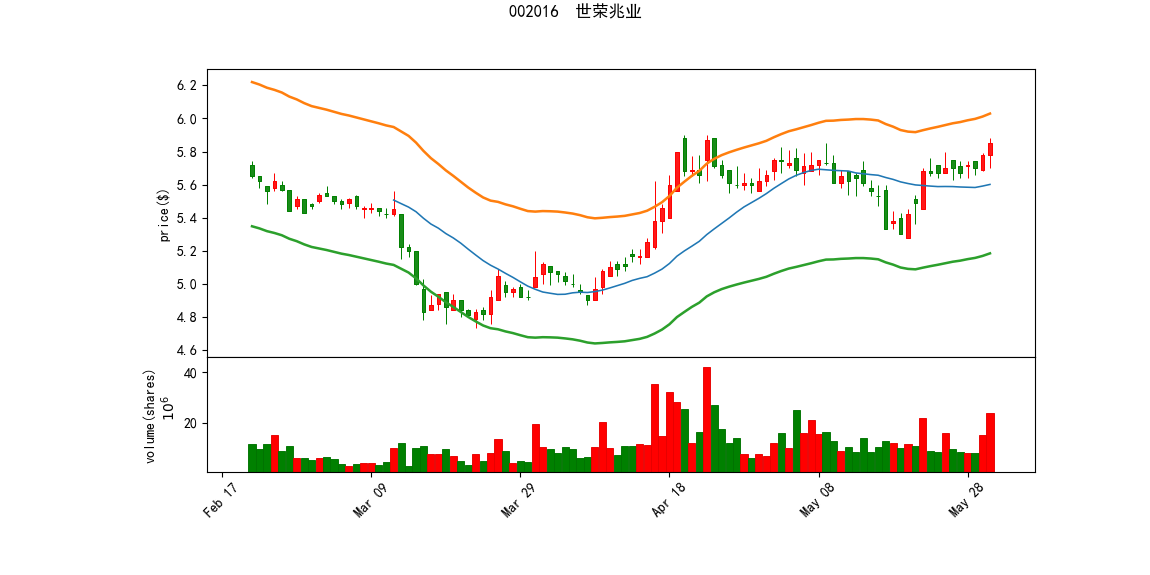 002016 世荣兆业
price($)
6.2
6.0
5.8
5.6
5.4
5.2
5.0
4.8
4.6
volume(shares)
10^6
40
20
Feb 17
Mar 09
Mar 29
Apr 18
May 08
May 28